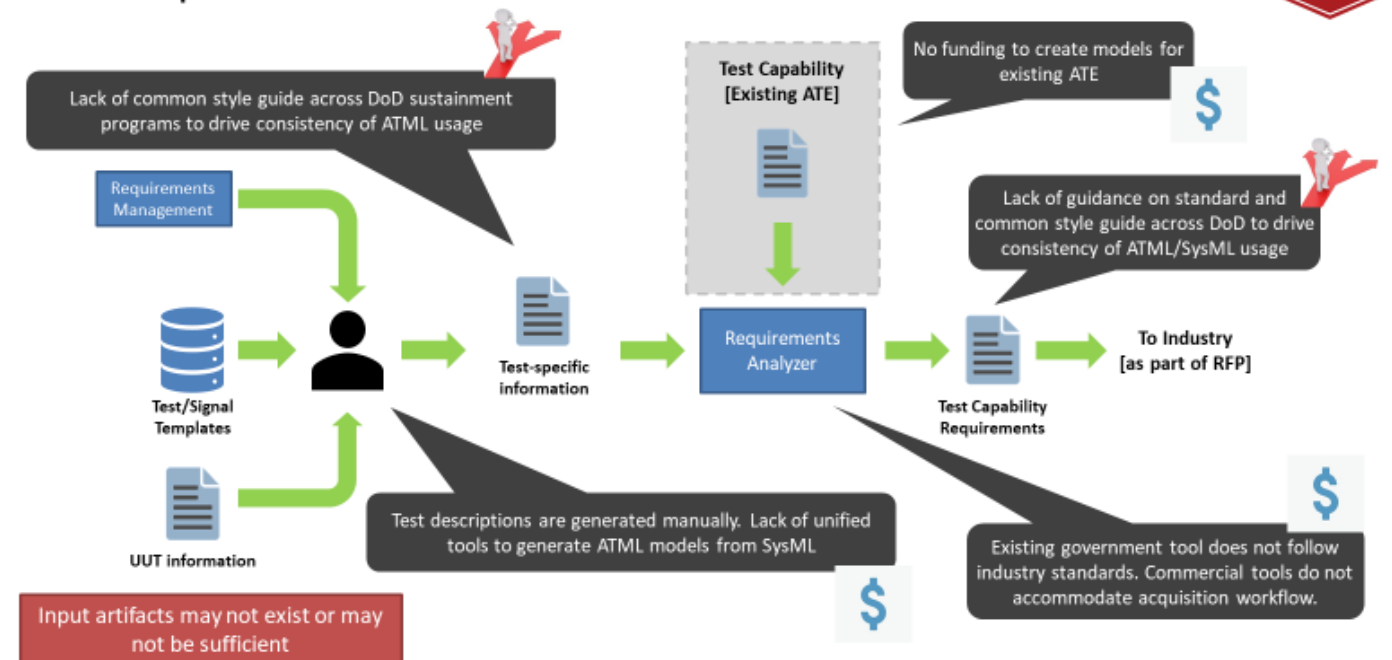 Lack of common style guide across DoD sustainment
programs to drive consistency of ATML usage
Test Capability
[Existing ATE]
No funding to create models for
existing ATE
$
Requirements
Management
Lack of guidance on standard and
common style guide across DoD to drive
consistency of ATML/SysML usage
Test/Signal
Templates
Test-specific
information
Requirements
Analyzer
Test Capability
Requirements
To Industry
[as part of RFP]
UUT information
Test descriptions are generated manually. Lack of unified
tools to generate ATML models from SysML
$
Existing government tool does not follow
industry standards. Commercial tools do not
accommodate acquisition workflow.
$
Input artifacts may not exist or may
not be sufficient